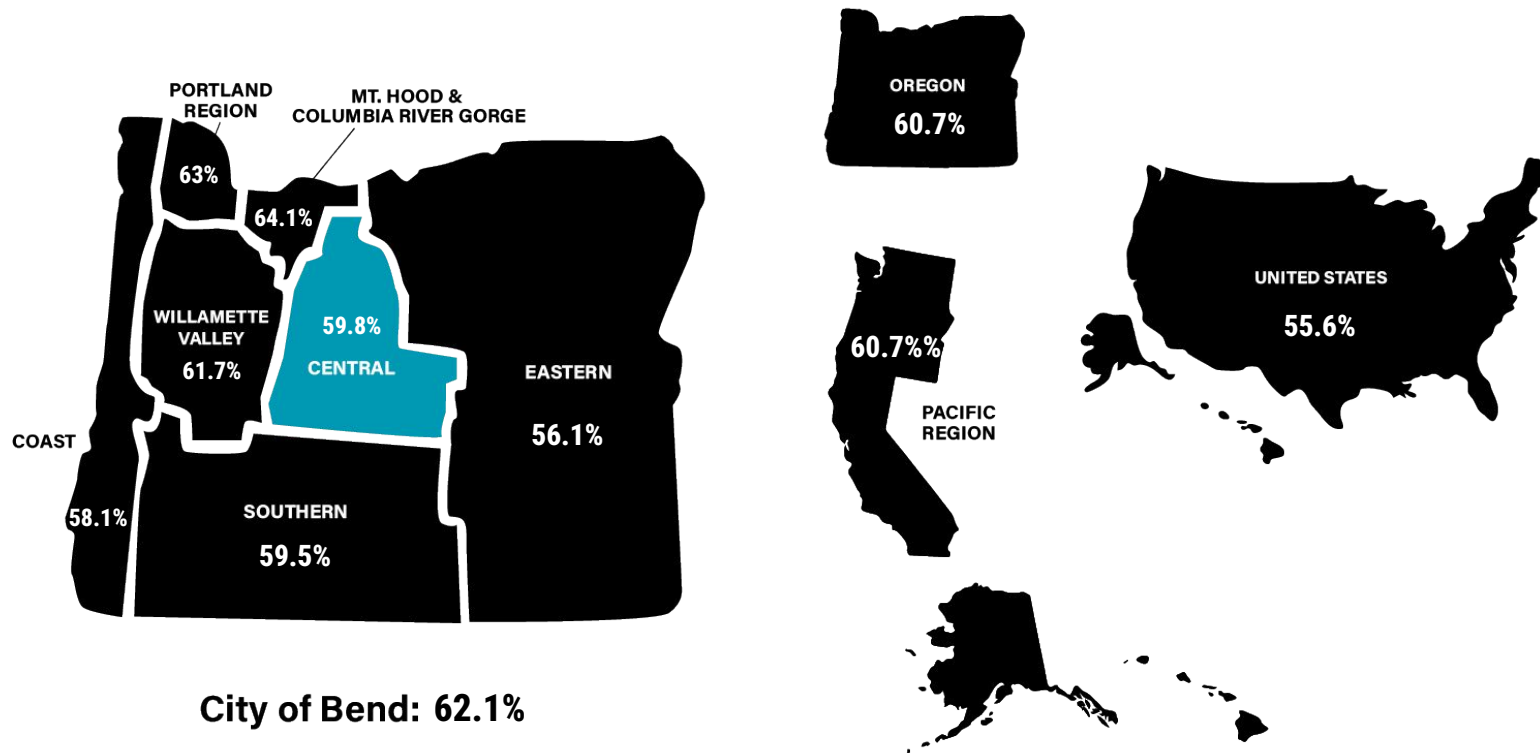 PORTLAND
REGION
MT. HOOD &
COLUMBIA RIVER GORGE
63%
64.1%
WILLAMETTE
VALLEY
61.7%
59.8%
CENTRAL
EASTERN
56.1%
COAST
58.1%
SOUTHERN
59.5%
City of Bend: 62.1%
OREGON
60.7%
60.7%%
PACIFIC
REGION
UNITED STATES
55.6%